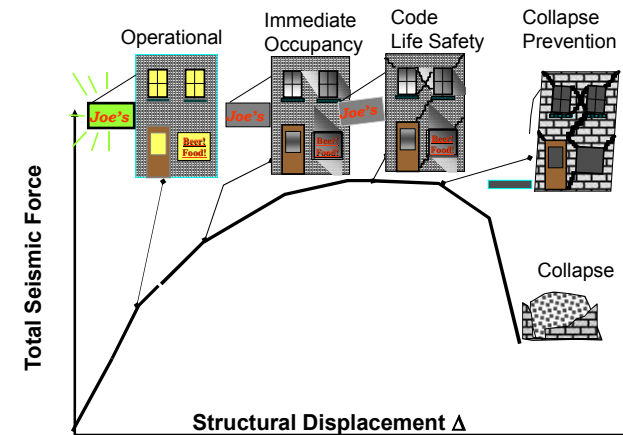 Operational
Immediate
Occupancy
Code
Life Safety
Collapse
Prevention
Joe's
Beer!
Food!
Joe's
Beer!
Food!
Joe's
Beer!
Food!
Collapse
Total Seismic Force
Structural Displacement Δ